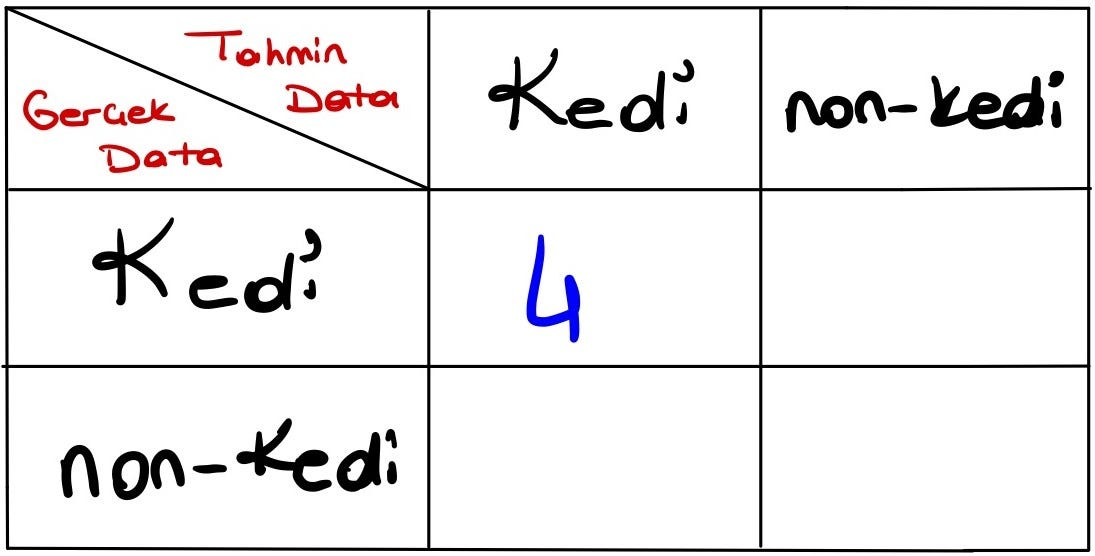 Tahmin
Data
Gercek
Data
Kedi
non-kedi
Kedi
4
non-Kedi